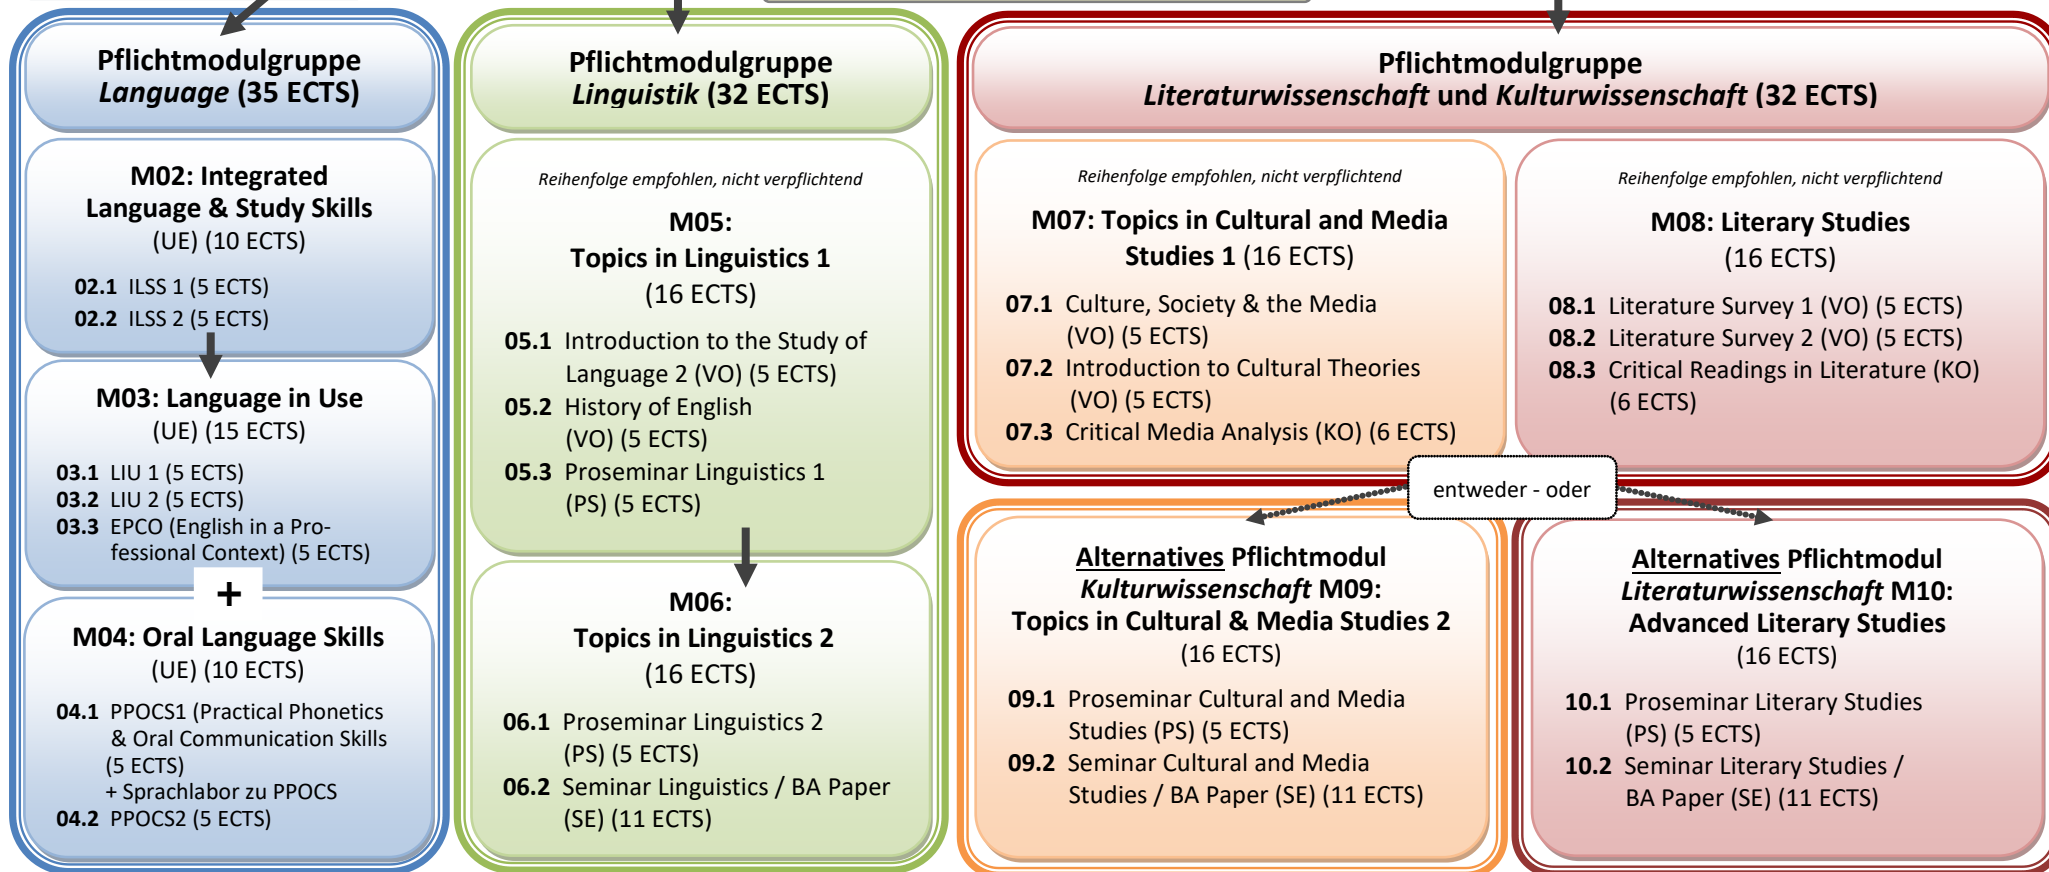 Pflichtmodulgruppe
Language (35 ECTS)
M02: Integrated
Language & Study Skills
(UE) (10 ECTS)
02.1 ILSS 1 (5 ECTS)
02.2 ILSS 2 (5 ECTS)
M03: Language in Use
(UE) (15 ECTS)
03.1 LIU 1 (5 ECTS)
03.2 LIU 2 (5 ECTS)
03.3 EPCO (English in a Pro-
fessional Context) (5 ECTS)
+
M04: Oral Language Skills
(UE) (10 ECTS)
04.1 PPOCS1 (Practical Phonetics
& Oral Communication Skills
(5 ECTS)
+ Sprachlabor zu PPOCS
04.2 PPOCS2 (5 ECTS)
Pflichtmodulgruppe
Linguistik (32 ECTS)
Reihenfolge empfohlen, nicht verpflichtend
M05:
Topics in Linguistics 1
(16 ECTS)
05.1 Introduction to the Study of
Language 2 (VO) (5 ECTS)
05.2 History of English
(VO) (5 ECTS)
05.3 Proseminar Linguistics 1
(PS) (5 ECTS)
M06:
Topics in Linguistics 2
(16 ECTS)
06.1 Proseminar Linguistics 2
(PS) (5 ECTS)
06.2 Seminar Linguistics / BA Paper
(SE) (11 ECTS)
Pflichtmodulgruppe
Literaturwissenschaft und Kulturwissenschaft (32 ECTS)
Reihenfolge empfohlen, nicht verpflichtend
M07: Topics in Cultural and Media
Studies 1 (16 ECTS)
07.1 Culture, Society & the Media
(VO) (5 ECTS)
07.2 Introduction to Cultural Theories
(VO) (5 ECTS)
07.3 Critical Media Analysis (KO) (6 ECTS)
Reihenfolge empfohlen, nicht verpflichtend
M08: Literary Studies
(16 ECTS)
08.1 Literature Survey 1 (VO) (5 ECTS)
08.2 Literature Survey 2 (VO) (5 ECTS)
08.3 Critical Readings in Literature (KO)
(6 ECTS)
entweder - oder
Alternatives Pflichtmodul
Kulturwissenschaft M09:
Topics in Cultural & Media Studies 2
(16 ECTS)
09.1 Proseminar Cultural and Media
Studies (PS) (5 ECTS)
09.2 Seminar Cultural and Media
Studies / BA Paper (SE) (11 ECTS)
Alternatives Pflichtmodul
Literaturwissenschaft M10:
Advanced Literary Studies
(16 ECTS)
10.1 Proseminar Literary Studies
(PS) (5 ECTS)
10.2 Seminar Literary Studies /
BA Paper (SE) (11 ECTS)